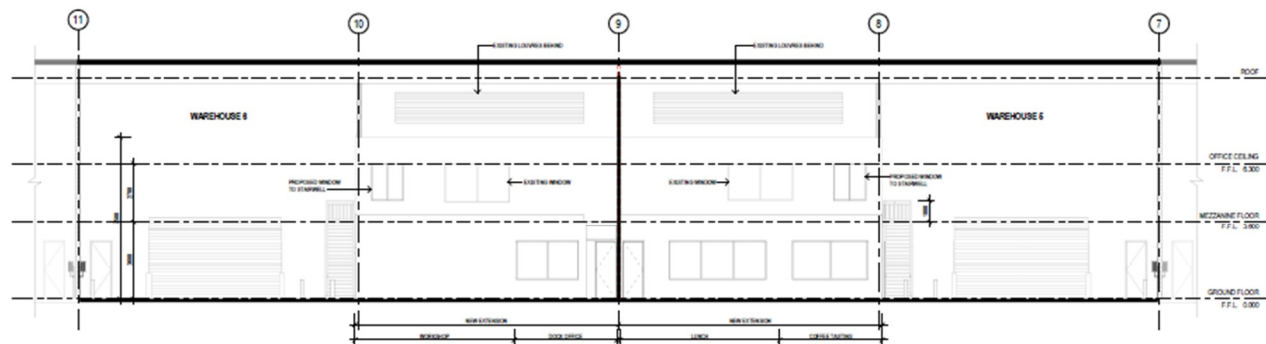 11
10
9
8
7
EXISTING LOUVRES BEHIND
EXISTING LOUVRES BEHIND
ROOF
WAREHOUSE 6
WAREHOUSE 5
OFFICE CEILING
F.F.L. 6.300
PROPOSED WINDOW
TO STAIRWELL
EXISTING WINDOW
EXISTING WINDOW
PROPOSED WINDOW
TO STAIRWELL
2700
MEZZANINE FLOOR
F.F.L. 3.600
3600
GROUND FLOOR
F.F.L. 0.000
NEW EXTENSION
NEW EXTENSION
WORKSHOP
DOCK OFFICE
LUNCH
COFFEE TASTING